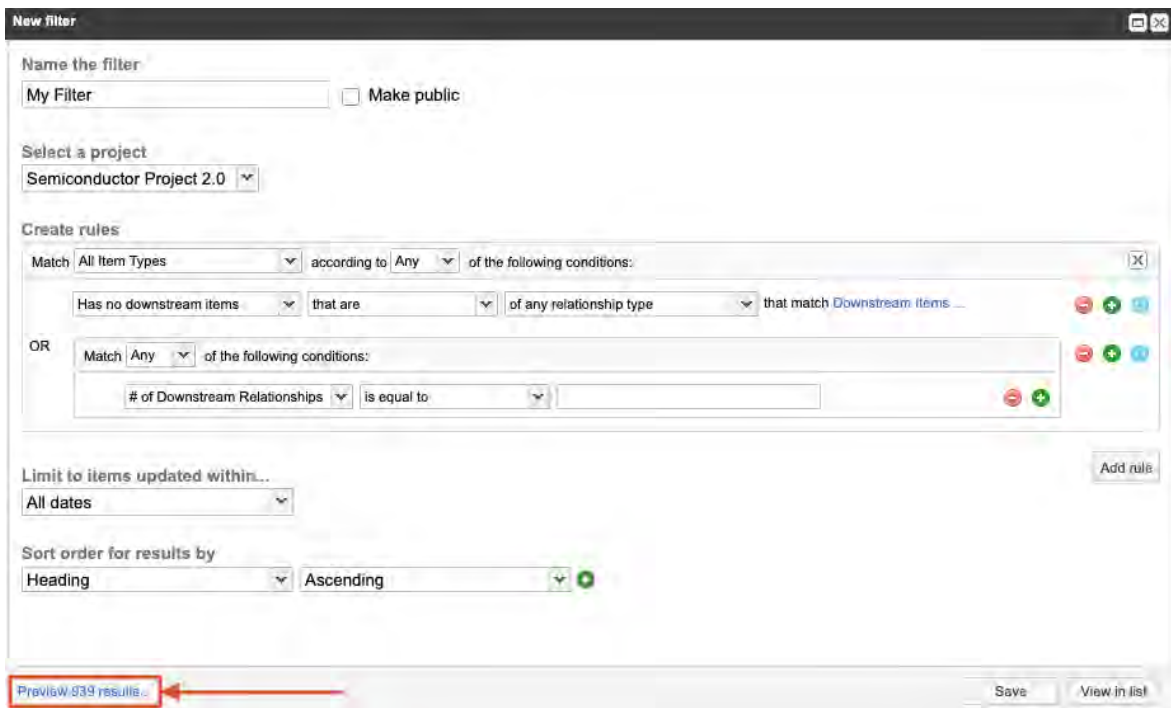 New filter
Name the filter
My Filter Make public
Select a project
Semiconductor Project 2.0
Create rules
Match All Item Types according to Any of the following conditions:
Has no downstream items that are of any relationship type that match Downstream items ...
OR
Match Any of the following conditions:
# of Downstream Relationships is equal to
Add rule
Limit to items updated within...
All dates
Sort order for results by
Heading Ascending
Preview 939 results... Save View in list